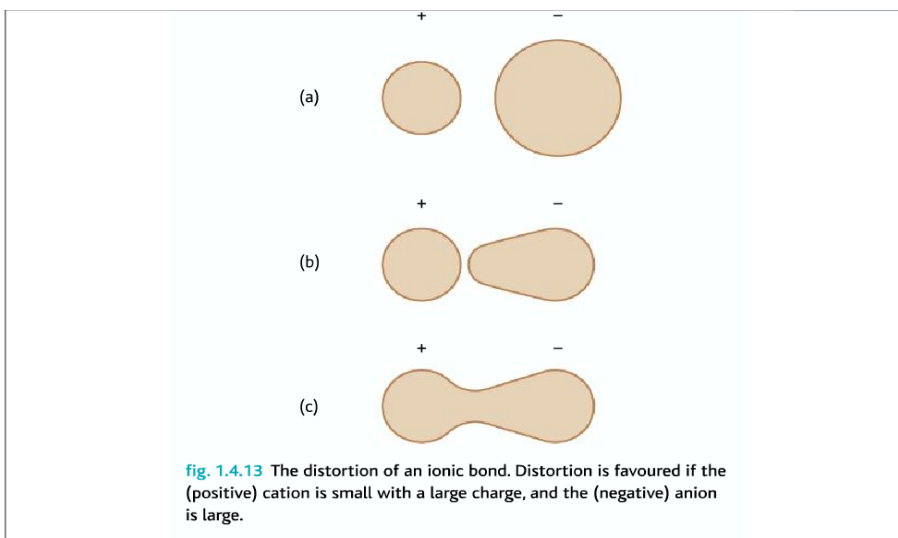 + −
(a)
+ −
(b)
+ −
(c)
fig. 1.4.13 The distortion of an ionic bond. Distortion is favoured if the
(positive) cation is small with a large charge, and the (negative) anion
is large.